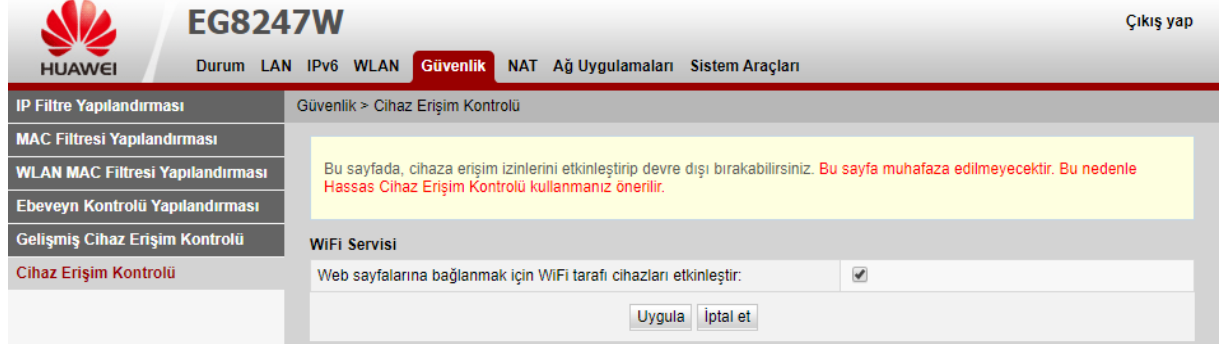 EG8247W
Çıkış yap
HUAWEI
Durum LAN IPv6 WLAN Güvenlik NAT Ağ Uygulamaları Sistem Araçları
IP Filtre Yapılandırması
MAC Filtresi Yapılandırması
WLAN MAC Filtresi Yapılandırması
Ebeveyn Kontrolü Yapılandırması
Gelişmiş Cihaz Erişim Kontrolü
Cihaz Erişim Kontrolü
Güvenlik > Cihaz Erişim Kontrolü
Bu sayfada, cihaza erişim izinlerini etkinleştirip devre dışı bırakabilirsiniz. Bu sayfa muhafaza edilmeyecektir. Bu nedenle
Hassas Cihaz Erişim Kontrolü kullanmanız önerilir.
WiFi Servisi
Web sayfalarına bağlanmak için WiFi tarafı cihazları etkinleştir:
Uygula İptal et